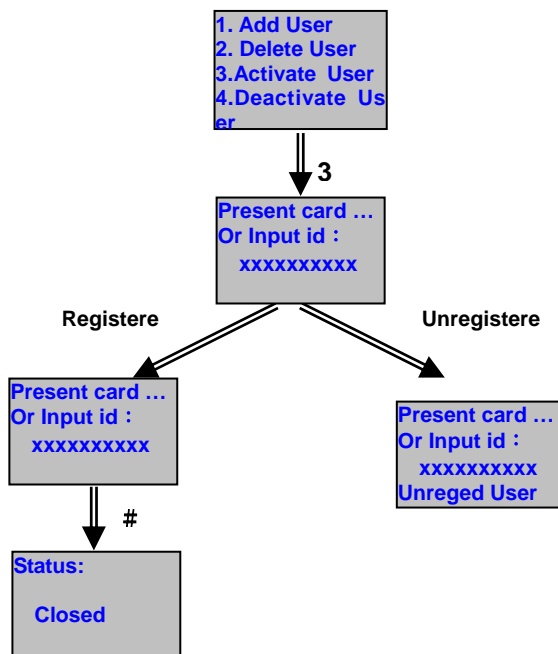 1. Add User
2. Delete User
3.Activate User
4.Deactivate Us
er
3
Present card …
Or Input id：
xxxxxxxxxx
Registere
Unregistere
Present card …
Or Input id：
xxxxxxxxxx
#
Status:
Closed
Present card …
Or Input id：
xxxxxxxxxx
Unreged User